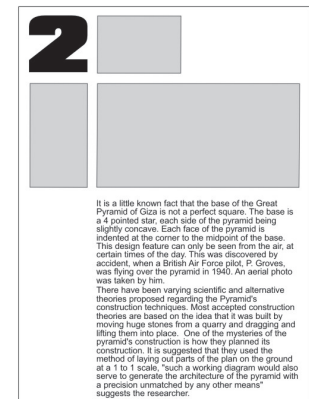 2
It is a little known fact that the base of the Great
Pyramid of Giza is not a perfect square. The base is
a 4 pointed star, each side of the pyramid being
slightly concave. Each face of the pyramid is
indented at the corner to the midpoint of the base.
This design feature can only be seen from the air, at
certain times of the day. This was discovered by
accident, when a British Air Force pilot, P. Groves,
was flying over the pyramid in 1940. An aerial photo
was taken by him.
There have been varying scientific and alternative
theories proposed regarding the Pyramid's
construction techniques. Most accepted construction
theories are based on the idea that it was built by
moving huge stones from a quarry and dragging and
lifting them into place. One of the mysteries of the
pyramid's construction is how they planned its
construction. It is suggested that they used the
method of laying out parts of the plan on the ground
at a 1 to 1 scale, "such a working diagram would also
serve to generate the architecture of the pyramid with
a precision unmatched by any other means"
suggests the researcher.